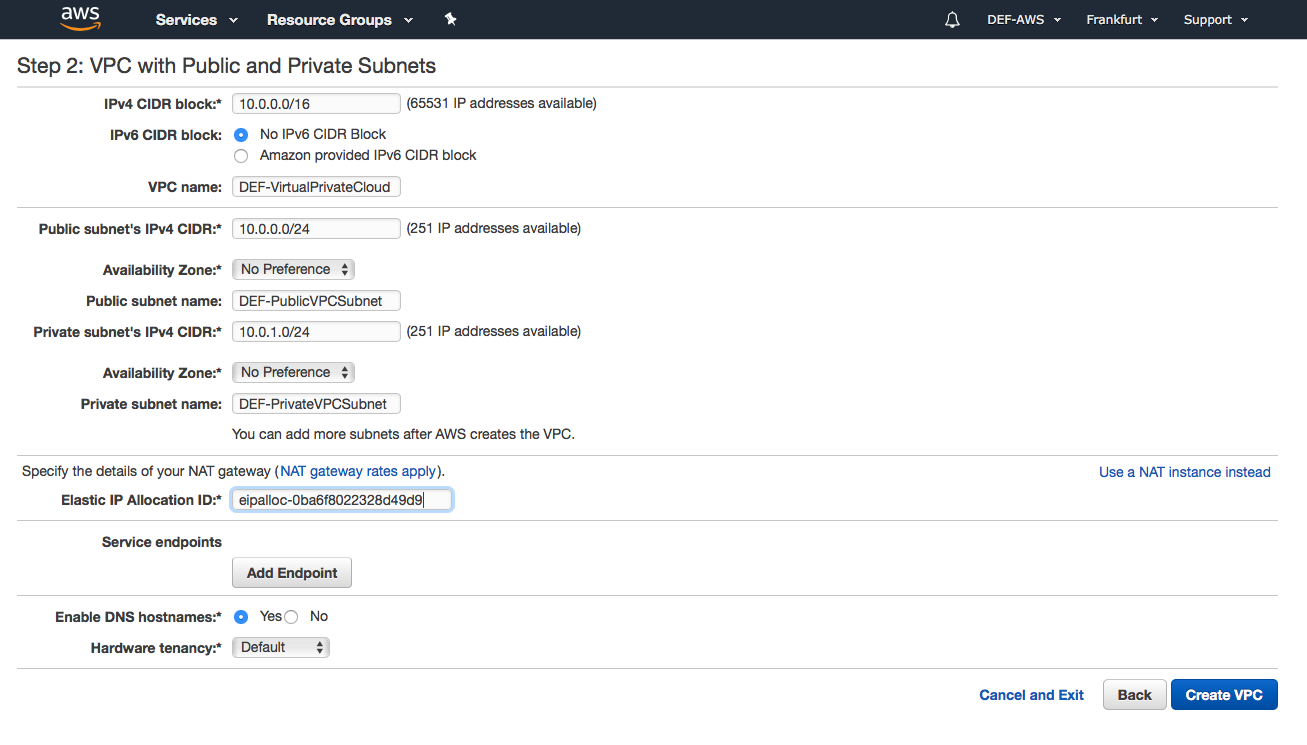 aws Services Resource Groups DEF-AWS Frankfurt Support
Step 2: VPC with Public and Private Subnets
IPv4 CIDR block:* 10.0.0.0/16 (65531 IP addresses available)
IPv6 CIDR block: No IPv6 CIDR Block
Amazon provided IPv6 CIDR block
VPC name: DEF-VirtualPrivateCloud
Public subnet's IPv4 CIDR:* 10.0.0.0/24 (251 IP addresses available)
Availability Zone:* No Preference
Public subnet name: DEF-PublicVPCSubnet
Private subnet's IPv4 CIDR:* 10.0.1.0/24 (251 IP addresses available)
Availability Zone:* No Preference
Private subnet name: DEF-PrivateVPCSubnet
You can add more subnets after AWS creates the VPC.
Specify the details of your NAT gateway (NAT gateway rates apply). Use a NAT instance instead
Elastic IP Allocation ID:* eipalloc-0ba6f8022328d49d9
Service endpoints
Add Endpoint
Enable DNS hostnames:* Yes No
Hardware tenancy:* Default
Cancel and Exit Back Create VPC